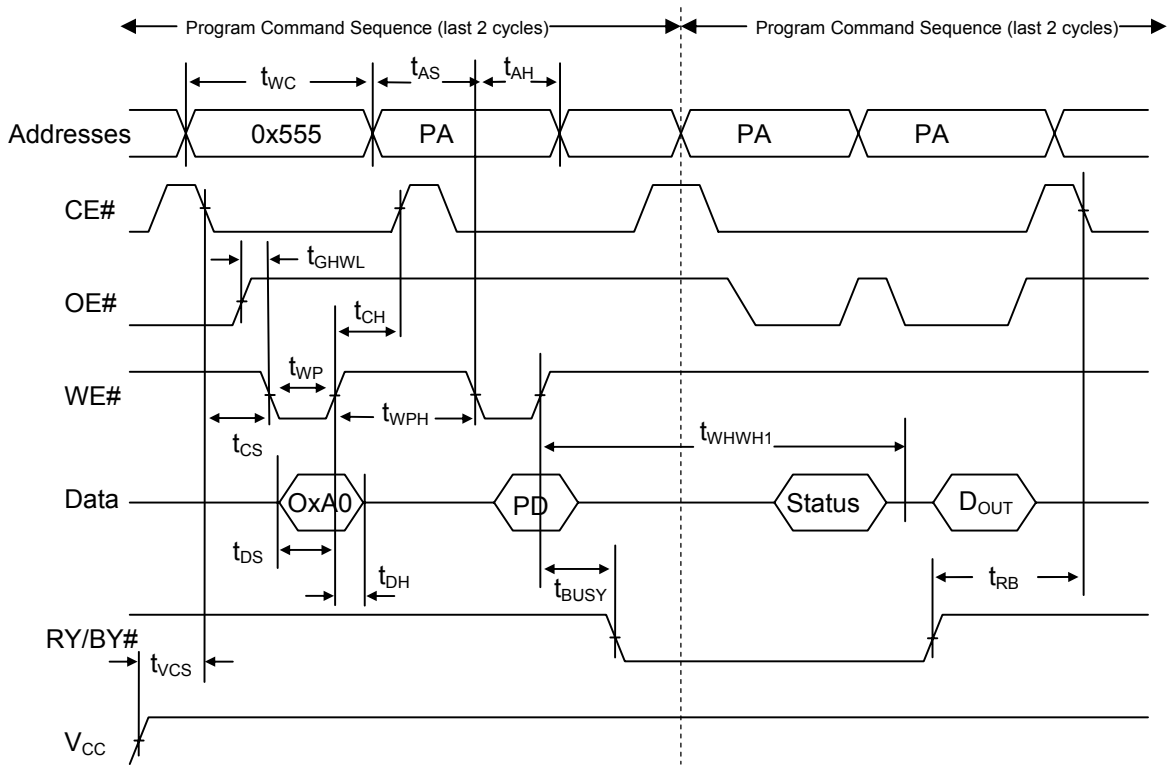 Program Command Sequence (last 2 cycles) Program Command Sequence (last 2 cycles)
tWC tAS tAH
Addresses 0x555 PA PA PA
CE#
tGHWL
OE#
tCH
tWP
WE#
tWPH
tCS tWHWH1
Data OxA0 PD Status DOUT
tDS tDH tBUSY tRB
RY/BY#
tVCS
VCC